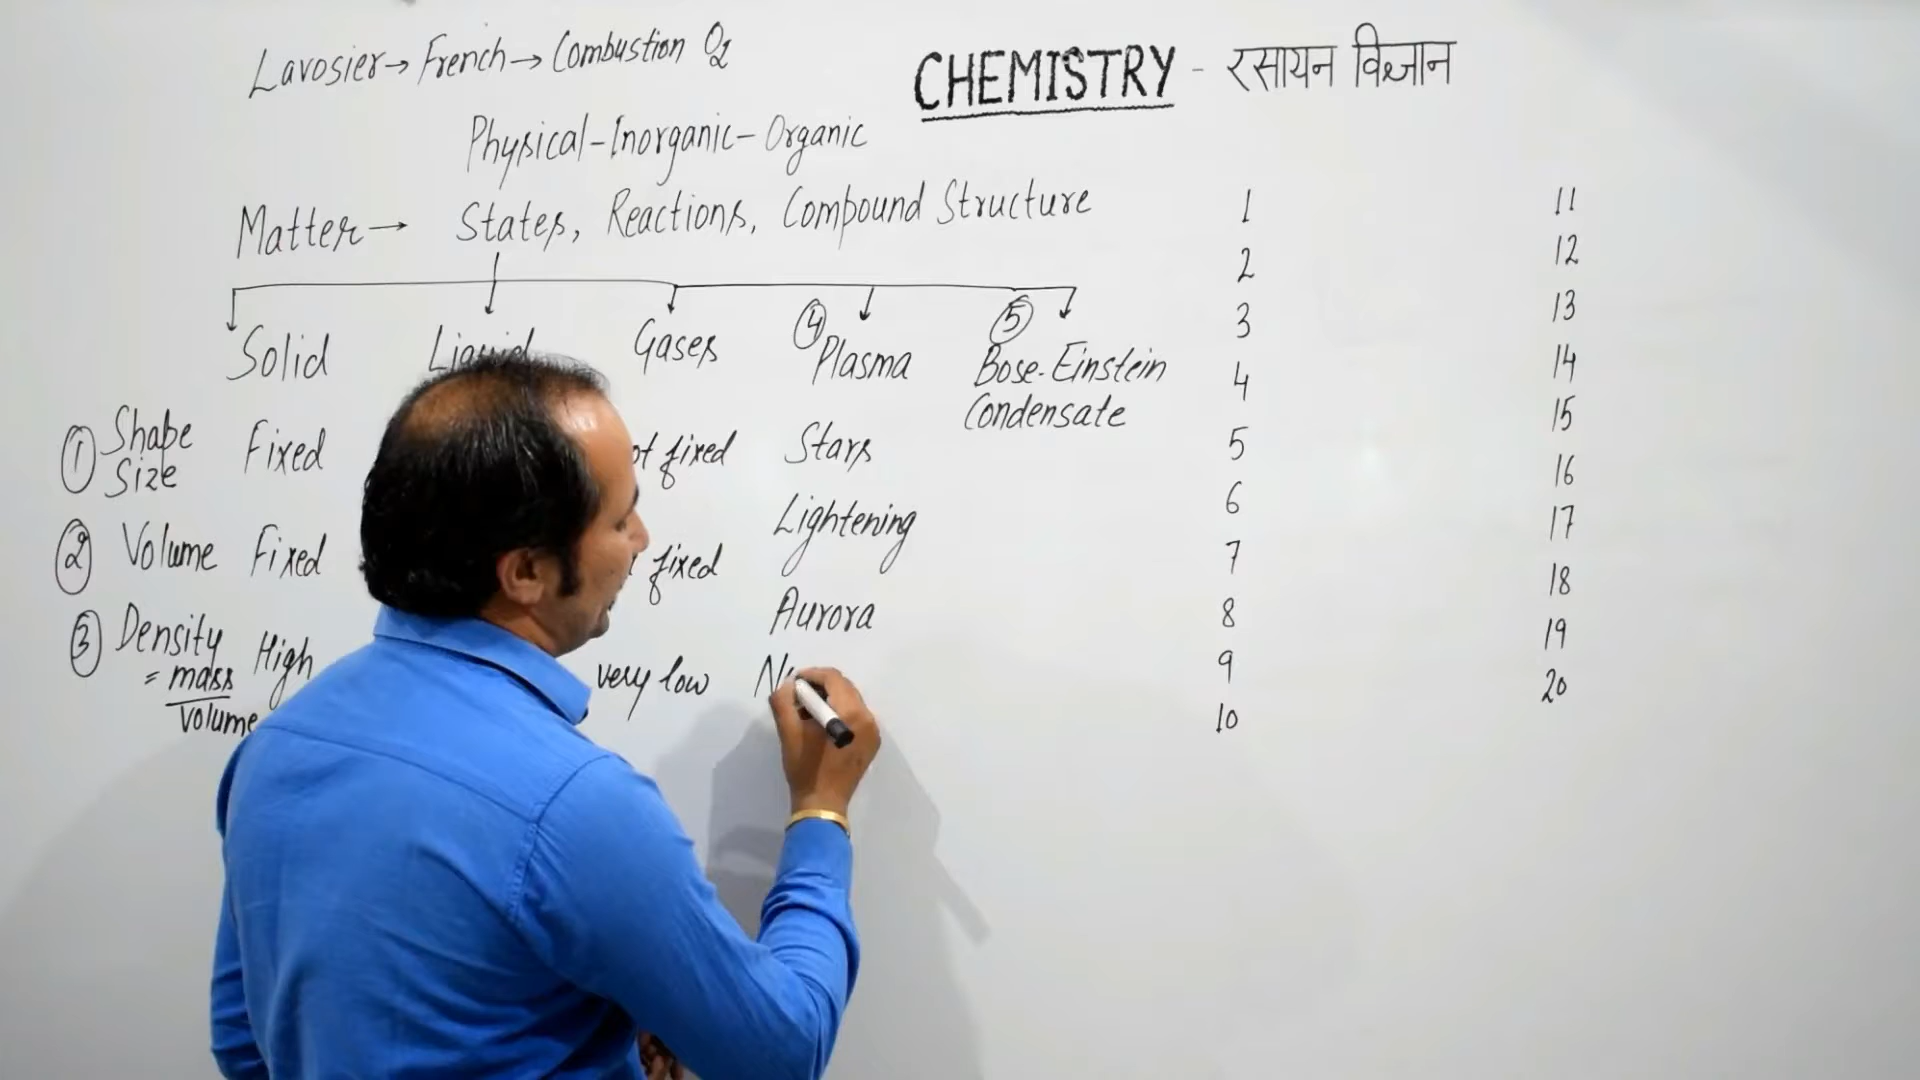 Lavosier → French → Combustion O2
CHEMISTRY - रसायन विज्ञान
Physical - Inorganic - Organic
Matter → States, Reactions, Compound Structure
Solid Liquid Gases ④ Plasma ⑤ Bose-Einstein
Condensate
① Shape
Size Fixed fixed Stars
Lightening
② Volume Fixed fixed
Aurora
③ Density High very low
= mass
volume
1
2
3
4
5
6
7
8
9
10
11
12
13
14
15
16
17
18
19
20